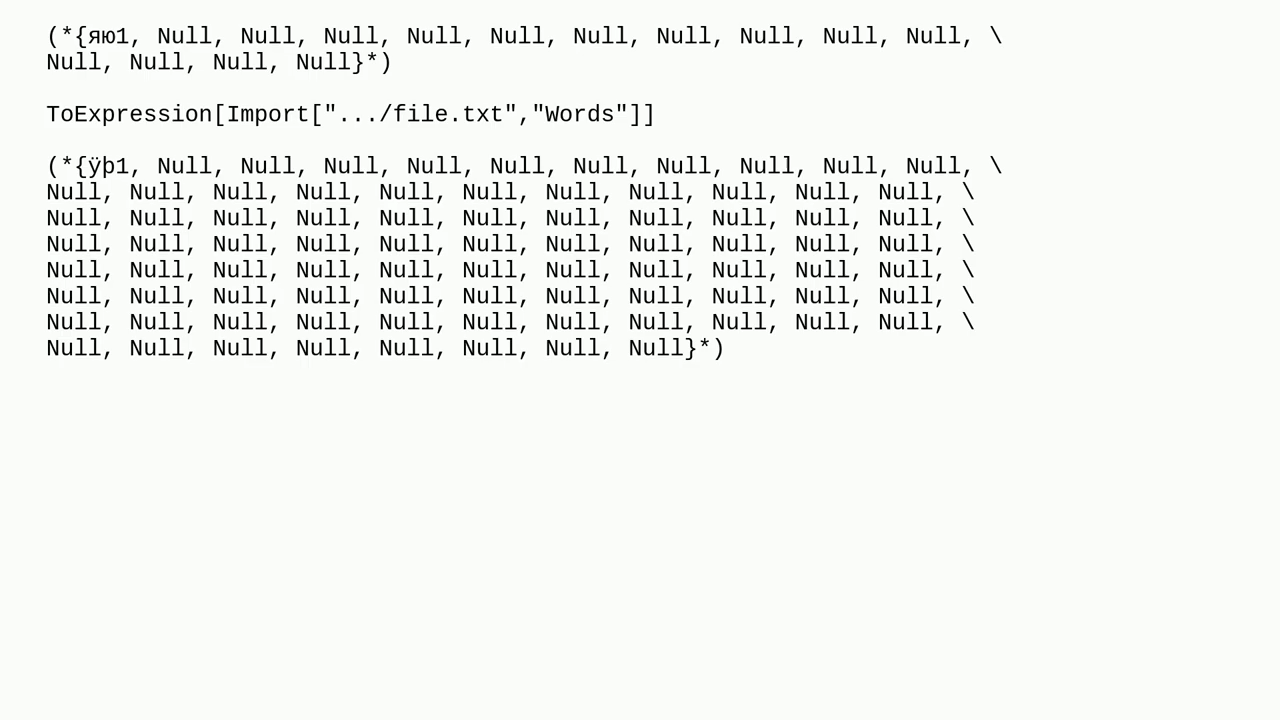 (*{яю1, Null, Null, Null, Null, Null, Null, Null, Null, Null, Null, \
Null, Null, Null, Null}*)
ToExpression[Import[".../file.txt","Words"]]
(*{ÿþ1, Null, Null, Null, Null, Null, Null, Null, Null, Null, Null, \
Null, Null, Null, Null, Null, Null, Null, Null, Null, Null, Null, \
Null, Null, Null, Null, Null, Null, Null, Null, Null, Null, Null, \
Null, Null, Null, Null, Null, Null, Null, Null, Null, Null, Null, \
Null, Null, Null, Null, Null, Null, Null, Null, Null, Null, Null, \
Null, Null, Null, Null, Null, Null, Null, Null, Null, Null, Null, \
Null, Null, Null, Null, Null, Null, Null, Null, Null, Null, Null, \
Null, Null, Null, Null, Null, Null, Null, Null}*)